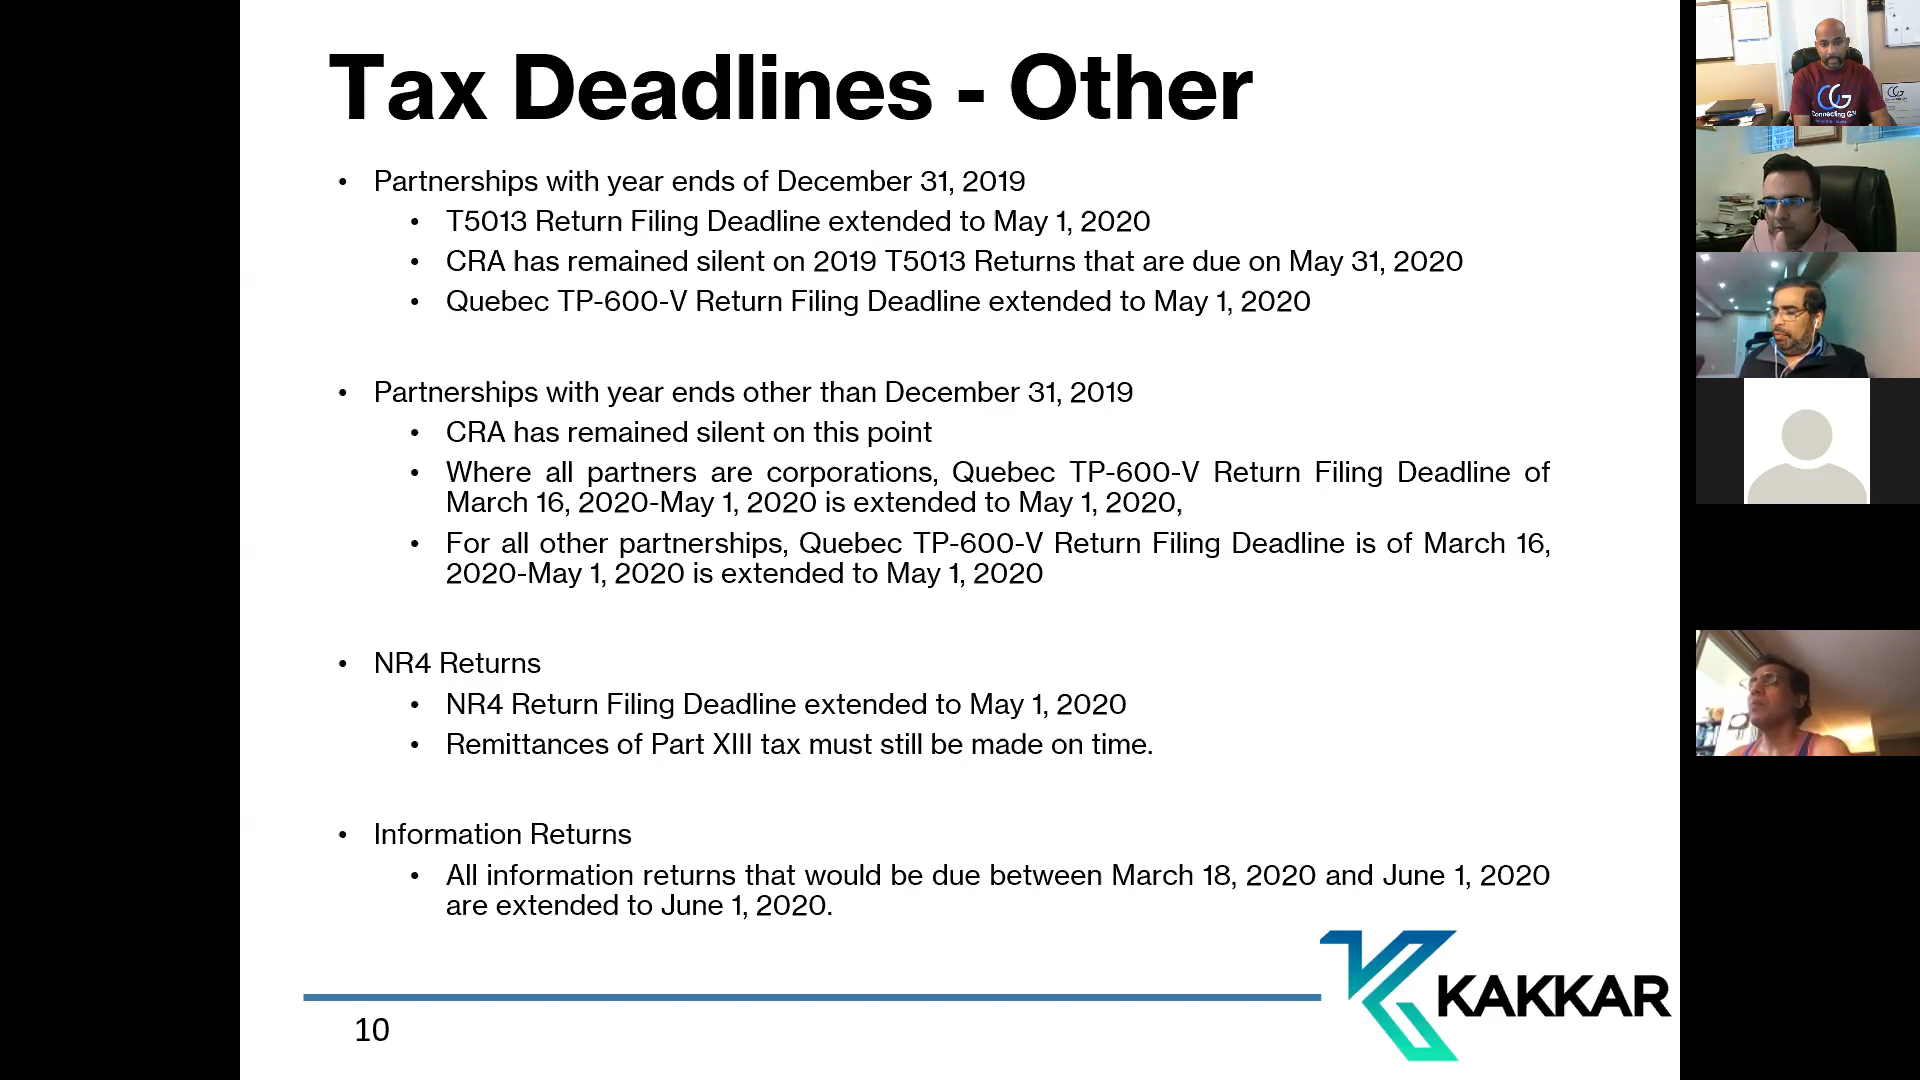 Tax Deadlines - Other
• Partnerships with year ends of December 31, 2019
• T5013 Return Filing Deadline extended to May 1, 2020
• CRA has remained silent on 2019 T5013 Returns that are due on May 31, 2020
• Quebec TP-600-V Return Filing Deadline extended to May 1, 2020
• Partnerships with year ends other than December 31, 2019
• CRA has remained silent on this point
• Where all partners are corporations, Quebec TP-600-V Return Filing Deadline of
March 16, 2020-May 1, 2020 is extended to May 1, 2020,
• For all other partnerships, Quebec TP-600-V Return Filing Deadline is of March 16,
2020-May 1, 2020 is extended to May 1, 2020
• NR4 Returns
• NR4 Return Filing Deadline extended to May 1, 2020
• Remittances of Part XIII tax must still be made on time.
• Information Returns
• All information returns that would be due between March 18, 2020 and June 1, 2020
are extended to June 1, 2020.
KAKKAR
10
CG
Connecting G